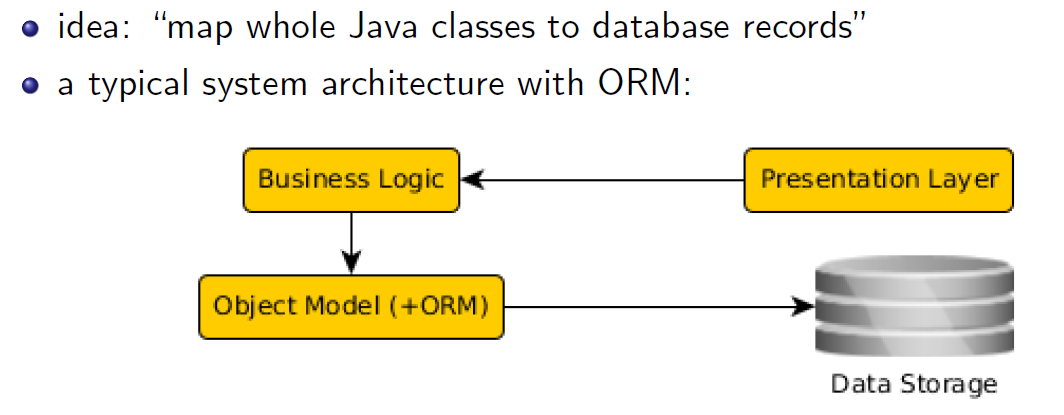 idea: “map whole Java classes to database records”
a typical system architecture with ORM:
Business Logic
Presentation Layer
Object Model (+ORM)
Data Storage